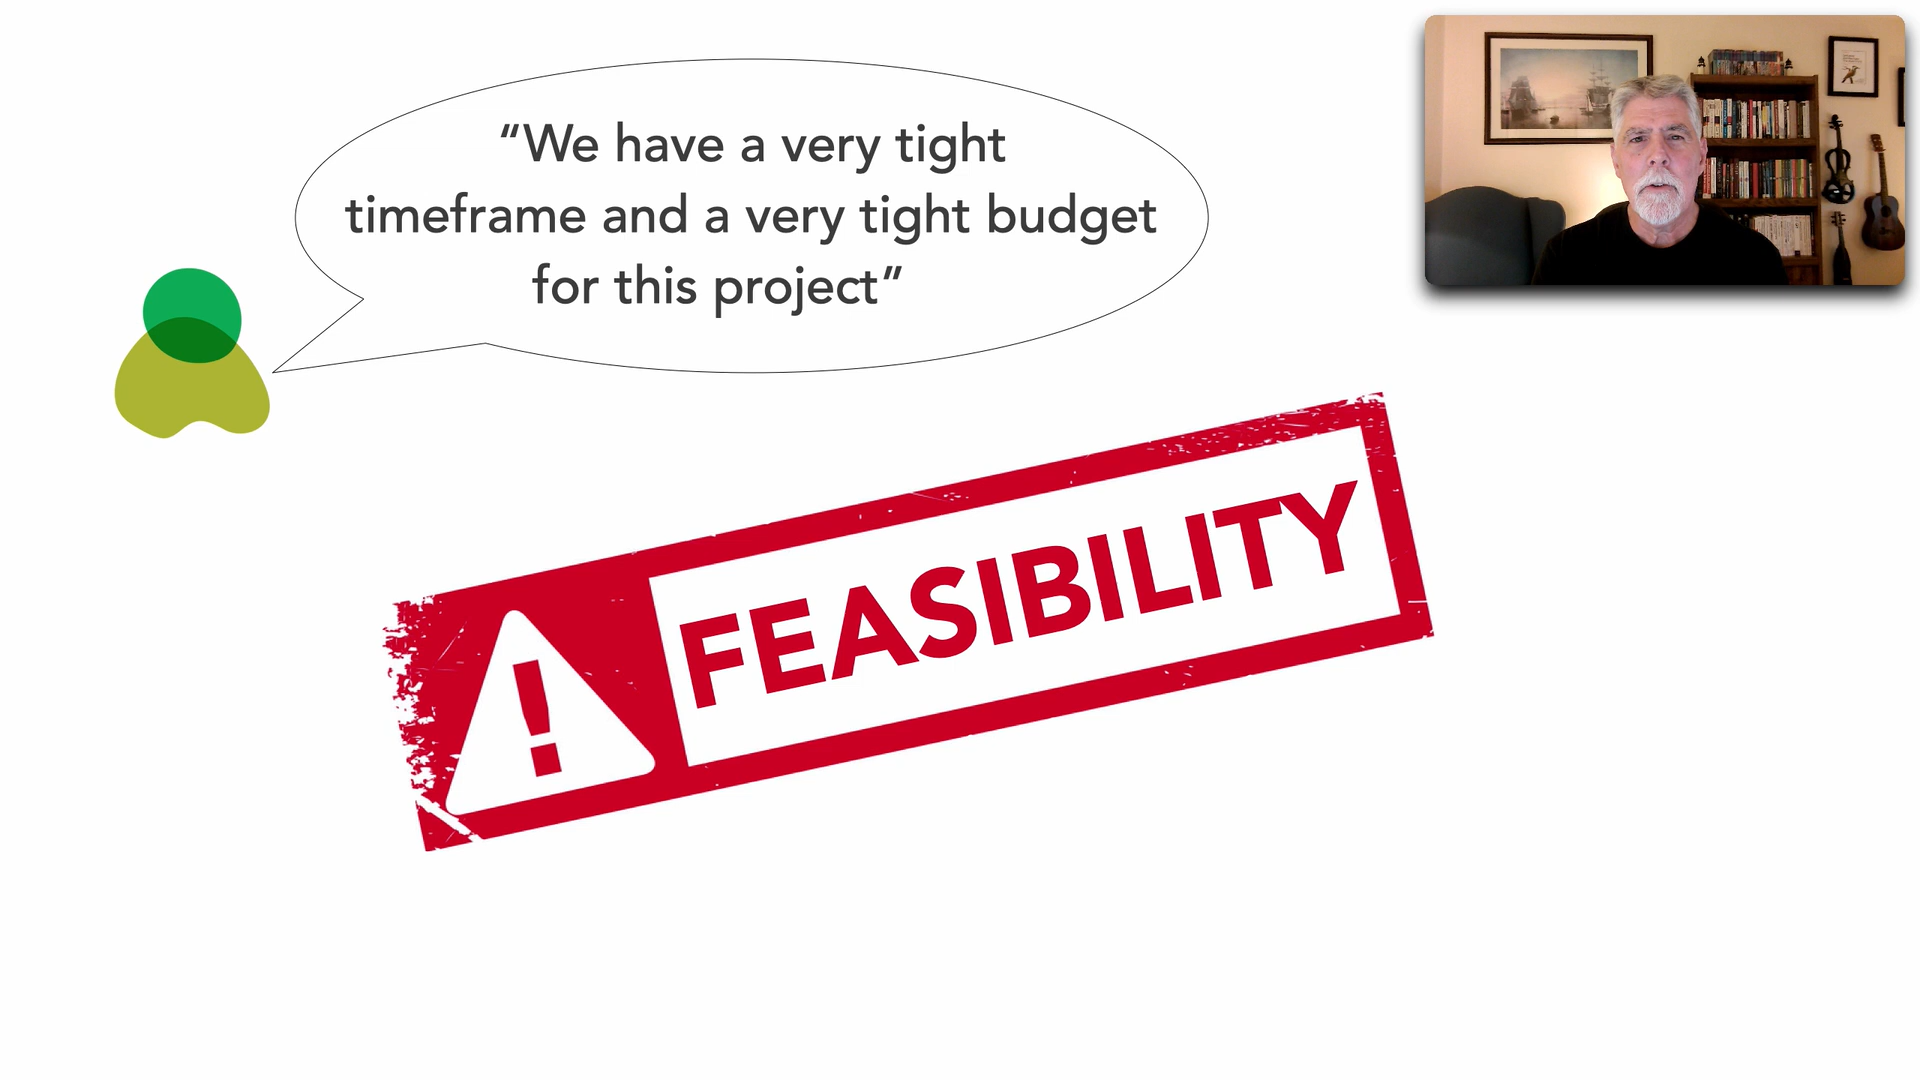 “We have a very tight
timeframe and a very tight budget
for this project”
FEASIBILITY